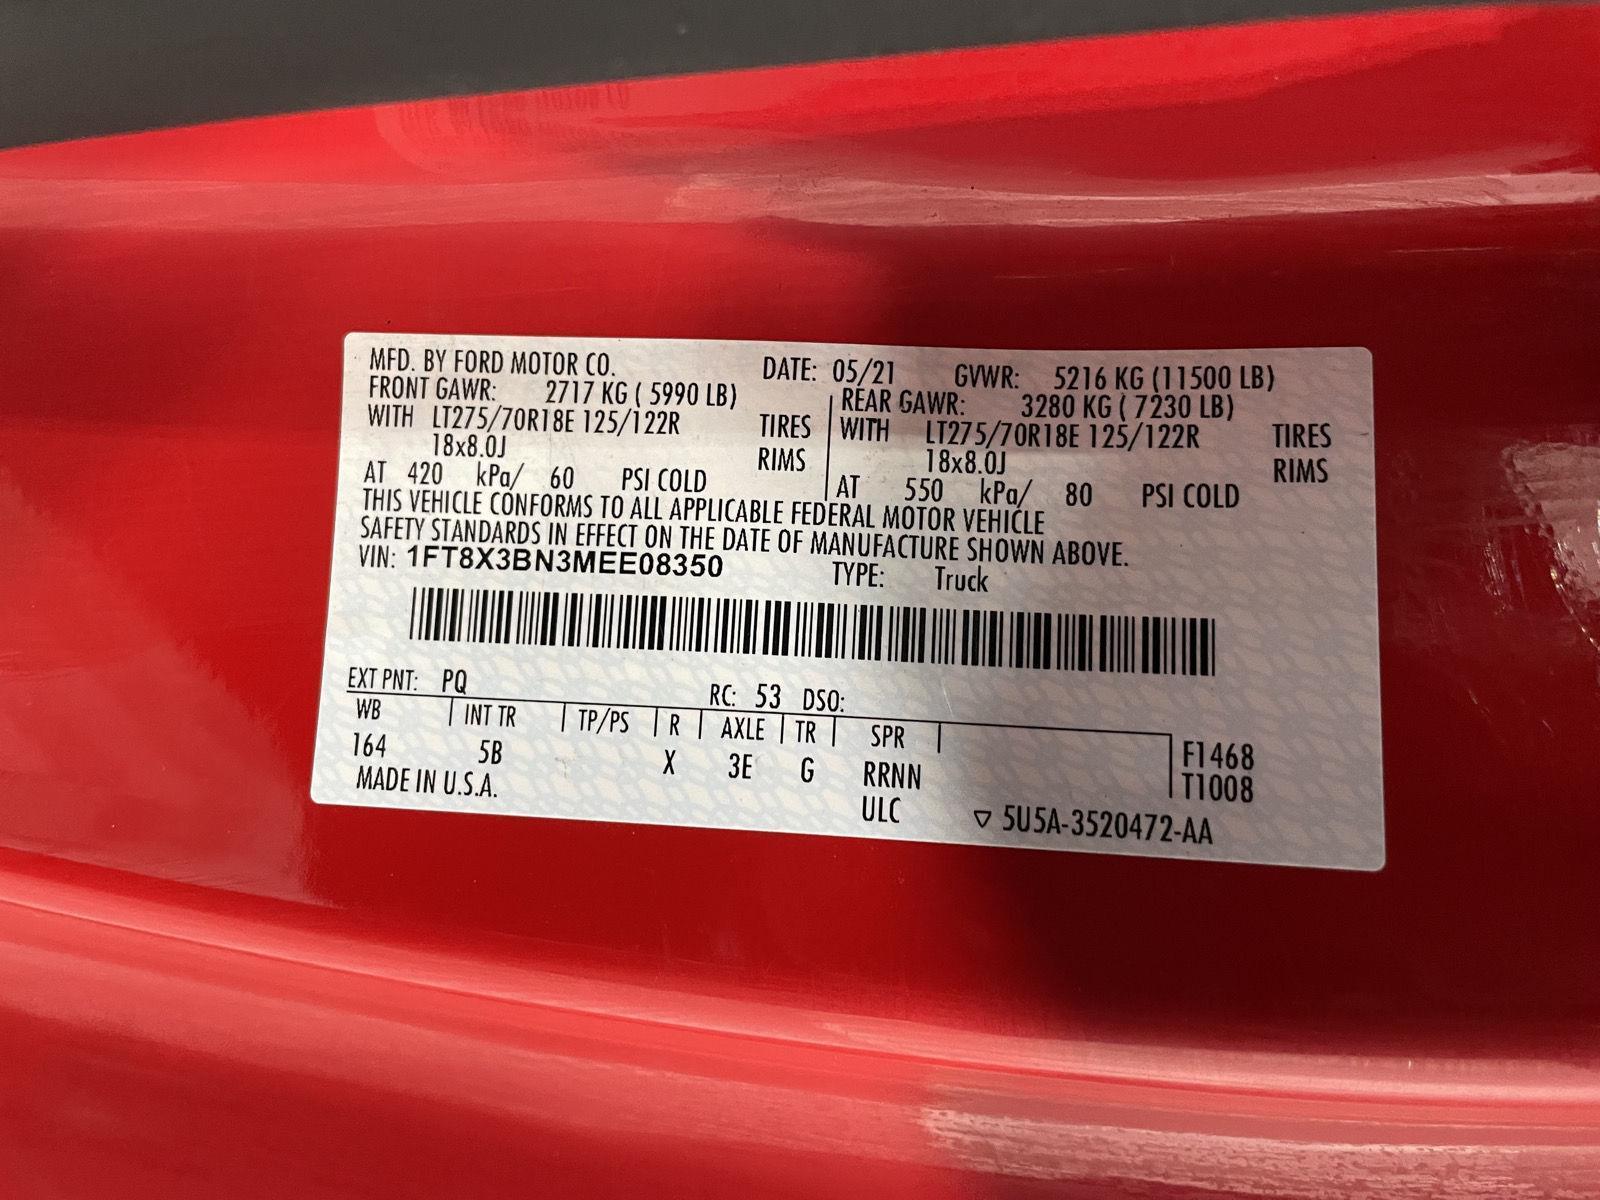 MFD. BY FORD MOTOR CO. DATE: 05/21 GVWR: 5216 KG (11500 LB)
FRONT GAWR: 2717 KG ( 5990 LB) REAR GAWR: 3280 KG ( 7230 LB)
WITH LT275/70R18E 125/122R TIRES WITH LT275/70R18E 125/122R TIRES
18x8.0J RIMS 18x8.0J RIMS
AT 420 kPa/ 60 PSI COLD AT 550 kPa/ 80 PSI COLD
THIS VEHICLE CONFORMS TO ALL APPLICABLE FEDERAL MOTOR VEHICLE
SAFETY STANDARDS IN EFFECT ON THE DATE OF MANUFACTURE SHOWN ABOVE.
VIN: 1FT8X3BN3MEE08350 TYPE: Truck
EXT PNT: PQ RC: 53 DSO:
WB INT TR TP/PS R AXLE TR SPR F1468
164 5B X 3E G RRNN T1008
MADE IN U.S.A. ULC ▽ 5U5A-3520472-AA